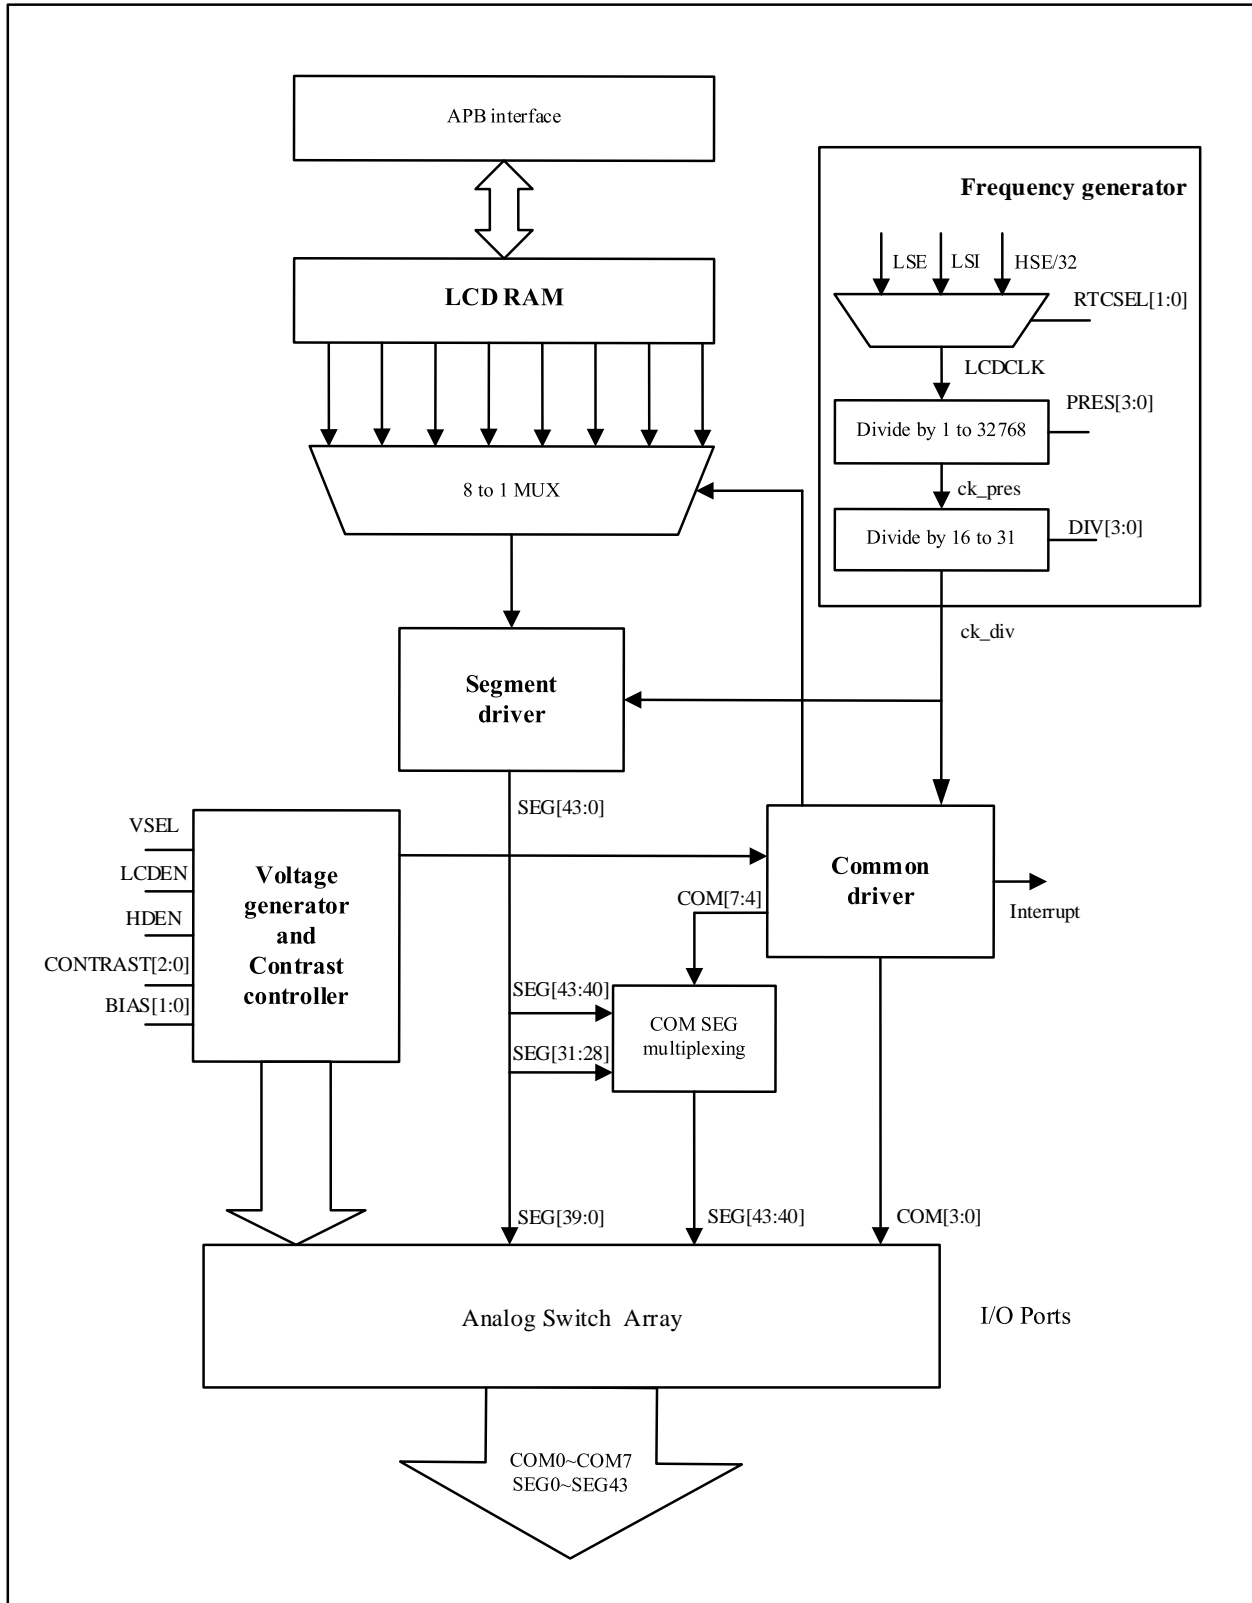 APB interface
Frequency generator
LSE
LSI
HSE/32
RTCSEL[1:0]
LCD RAM
LCDCLK
PRES[3:0]
Divide by 1 to 32768
8 to 1 MUX
ck_pres
DIV[3:0]
Divide by 16 to 31
ck_div
Segment
driver
SEG[43:0]
VSEL
LCDEN
HDEN
CONTRAST[2:0]
BIAS[1:0]
Voltage
generator
and
Contrast
controller
Common
driver
COM[7:4]
Interrupt
SEG[43:40]
SEG[31:28]
COM SEG
multiplexing
SEG[39:0]
SEG[43:40]
COM[3:0]
Analog Switch Array
I/O Ports
COM0~COM7
SEG0~SEG43